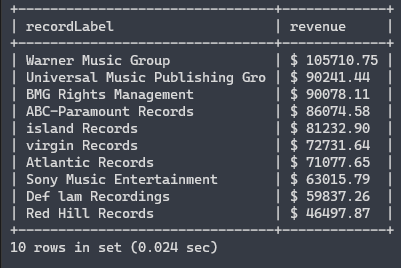 +--------------------------------+-------------+
| recordLabel                    | revenue     |
+--------------------------------+-------------+
| Warner Music Group             | $ 105710.75 |
| Universal Music Publishing Gro | $ 90241.44  |
| BMG Rights Management          | $ 90078.11  |
| ABC-Paramount Records          | $ 86074.58  |
| island Records                 | $ 81232.90  |
| virgin Records                 | $ 72731.64  |
| Atlantic Records               | $ 71077.65  |
| Sony Music Entertainment       | $ 63015.79  |
| Def lam Recordings             | $ 59837.26  |
| Red Hill Records               | $ 46497.87  |
+--------------------------------+-------------+
10 rows in set (0.024 sec)